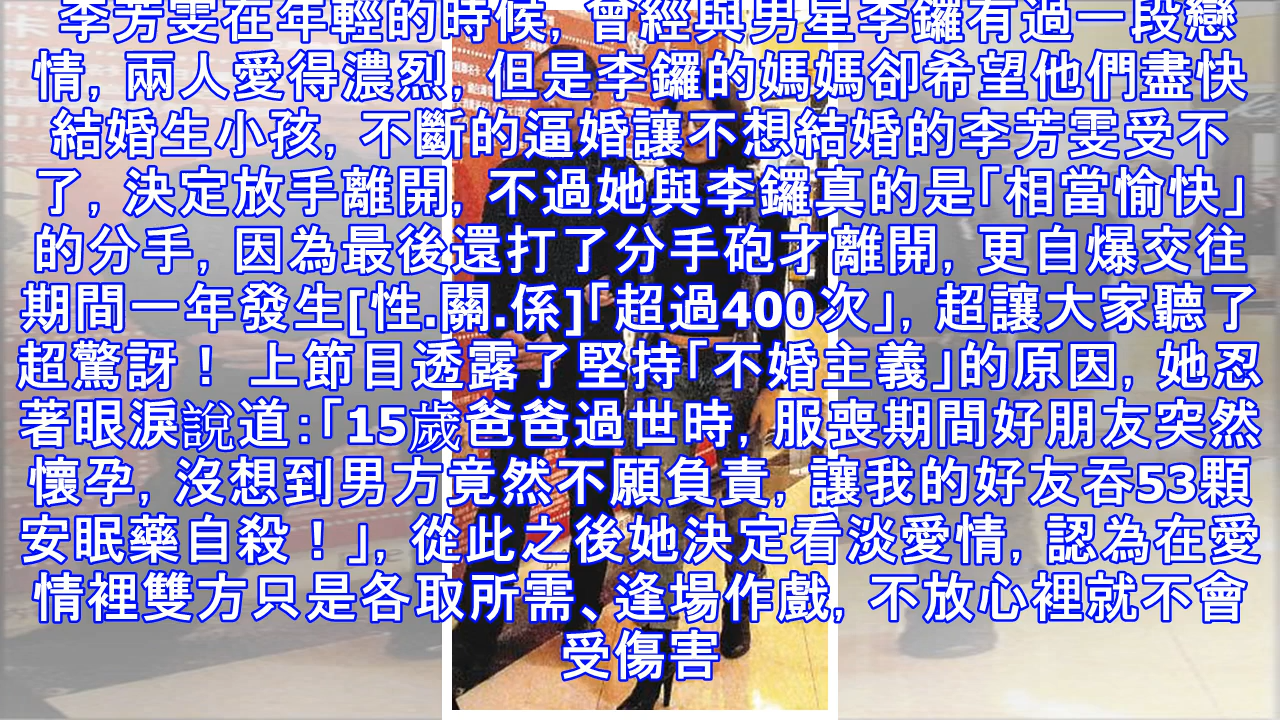 李芳雯在年輕的時候, 曾經與男星李鑼有過一段戀
情, 兩人愛得濃烈, 但是李鑼的媽媽卻希望他們盡快
結婚生小孩, 不斷的逼婚讓不想結婚的李芳雯受不
了, 決定放手離開, 不過她與李鑼真的是「相當愉快」
的分手, 因為最後還打了分手砲才離開, 更自爆交往
期間一年發生[性.關.係]「超過400次」, 超讓大家聽了
超驚訝！ 上節目透露了堅持「不婚主義」的原因, 她忍
著眼淚說道:「15歲爸爸過世時, 服喪期間好朋友突然
懷孕, 沒想到男方竟然不願負責, 讓我的好友吞53顆
安眠藥自殺！」, 從此之後她決定看淡愛情, 認為在愛
情裡雙方只是各取所需、逢場作戲, 不放心裡就不會
受傷害